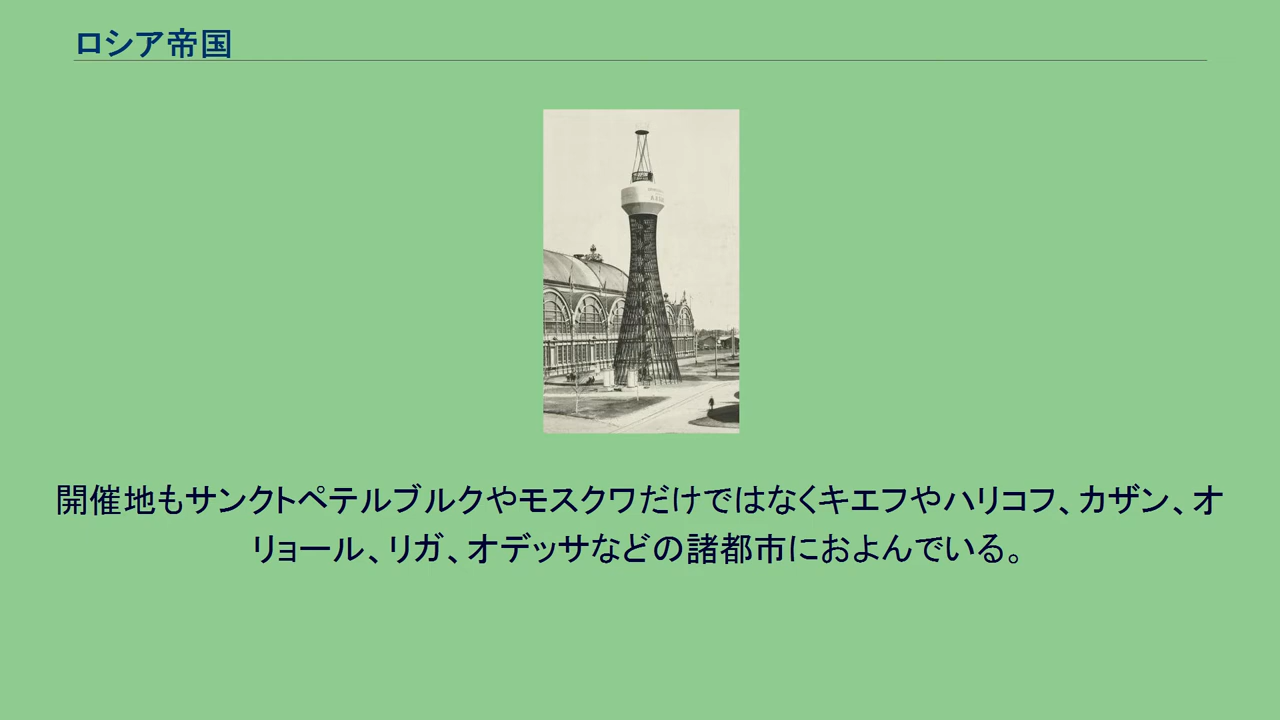 ロシア帝国
開催地もサンクトペテルブルクやモスクワだけではなくキエフやハリコフ、カザン、オ
リョール、リガ、オデッサなどの諸都市におよんでいる。